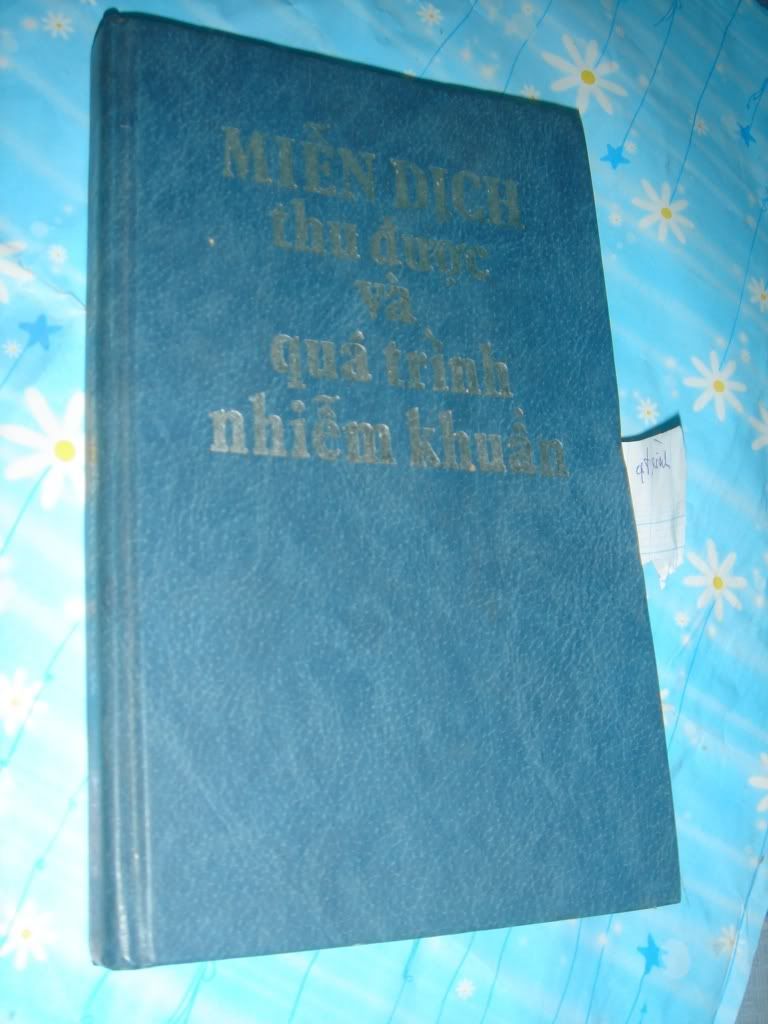 MIỄN DỊCH
thu được
và
quá trình
nhiễm khuẩn